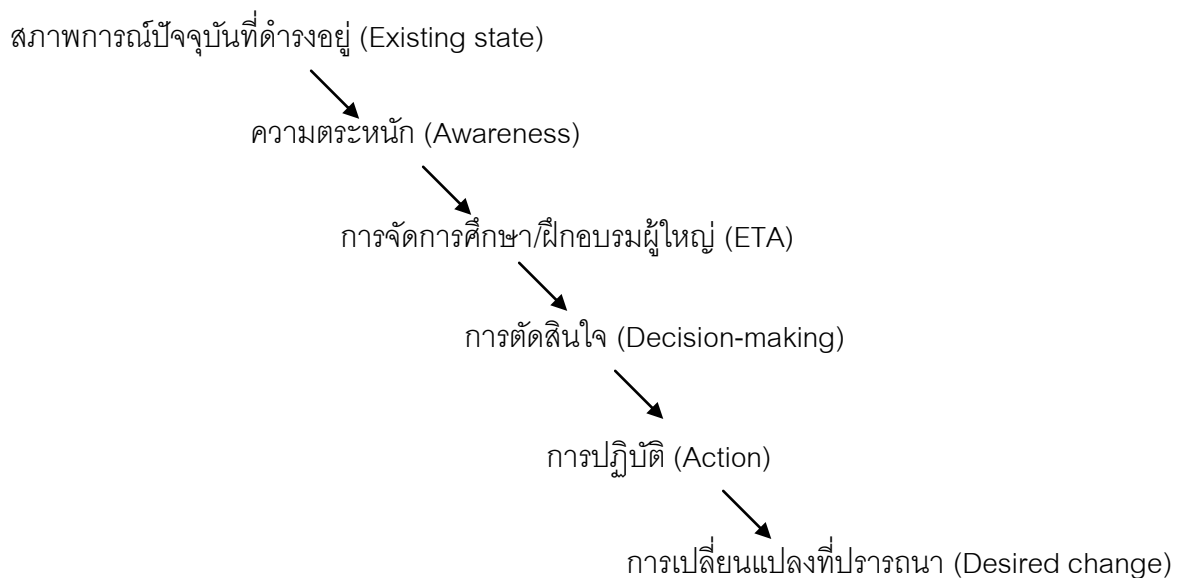 สภาพการณ์ปัจจุบันที่ดำรงอยู่ (Existing state)
ความตระหนัก (Awareness)
การจัดการศึกษา/ฝึกอบรมผู้ใหญ่ (ETA)
การตัดสินใจ (Decision-making)
การปฏิบัติ (Action)
การเปลี่ยนแปลงที่ปรารถนา (Desired change)